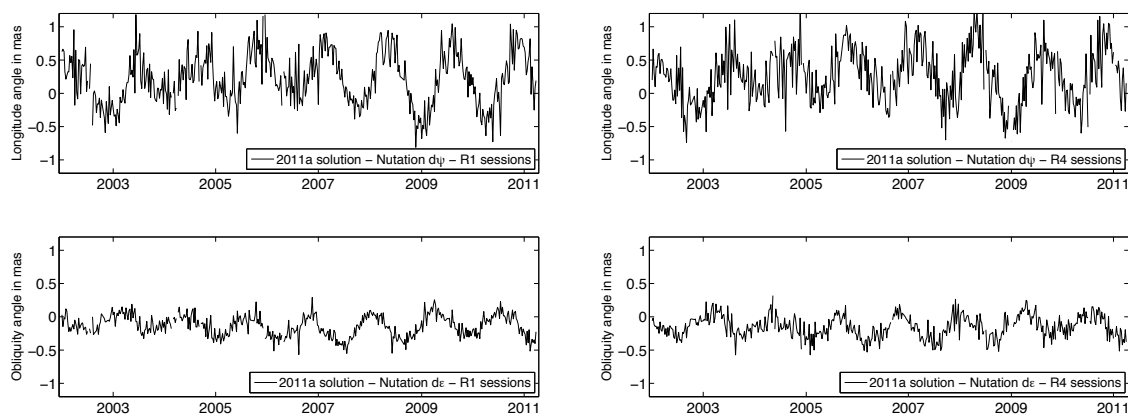 1
0.5
0
−0.5
−1
Longitude angle in mas
2011a solution − Nutation dψ − R1 sessions
2003 2005 2007 2009 2011
1
0.5
0
−0.5
−1
Longitude angle in mas
2011a solution − Nutation dψ − R4 sessions
2003 2005 2007 2009 2011
1
0.5
0
−0.5
−1
Obliquity angle in mas
2011a solution − Nutation dε − R1 sessions
2003 2005 2007 2009 2011
1
0.5
0
−0.5
−1
Obliquity angle in mas
2011a solution − Nutation dε − R4 sessions
2003 2005 2007 2009 2011